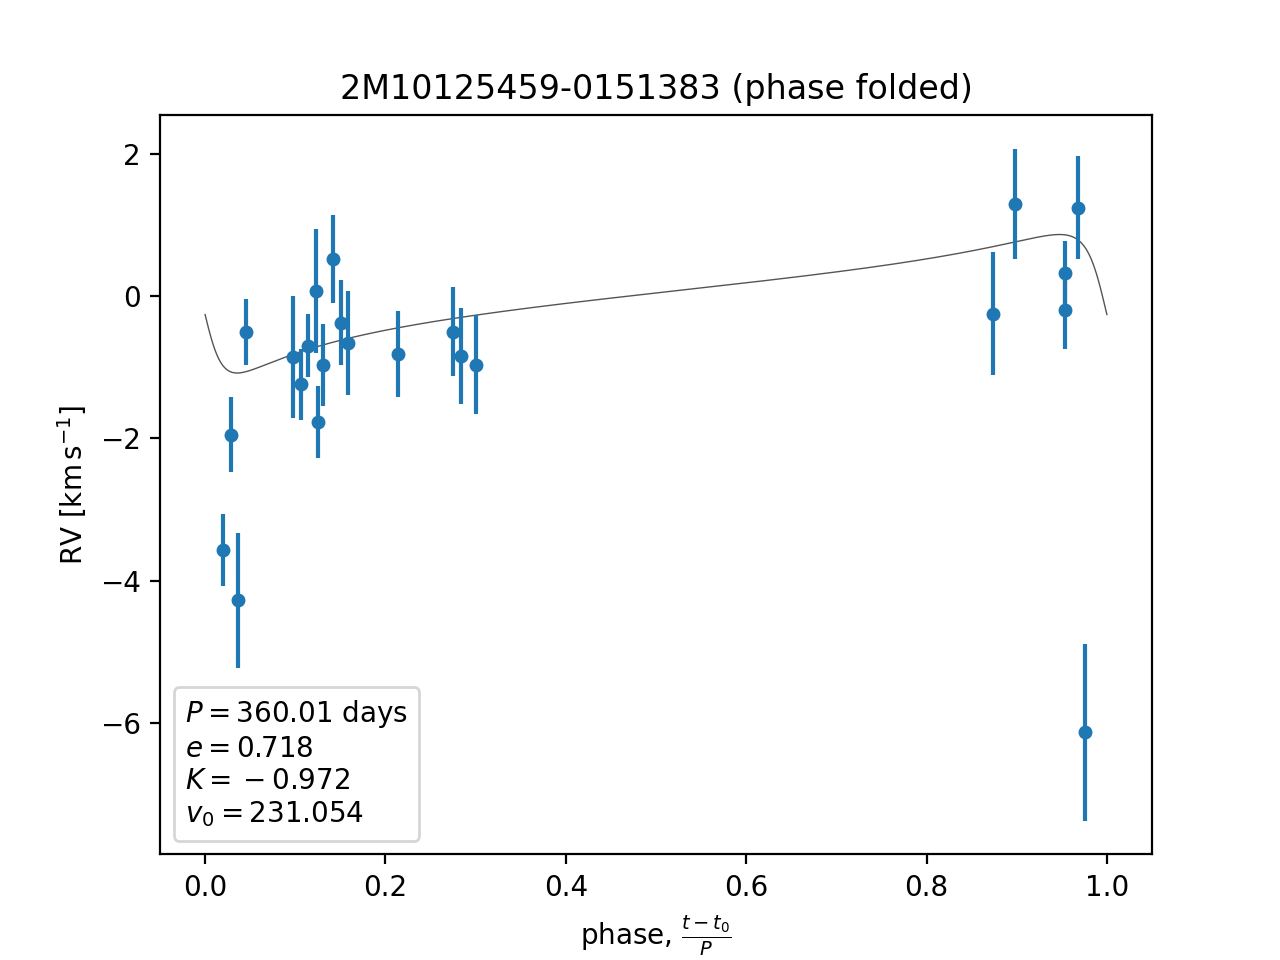 2M10125459-0151383 (phase folded)
2
0
−2
−4
−6
RV [km s⁻¹]
P = 360.01 days
e = 0.718
K = −0.972
v₀ = 231.054
0.0 0.2 0.4 0.6 0.8 1.0
phase, (t − t₀)/P